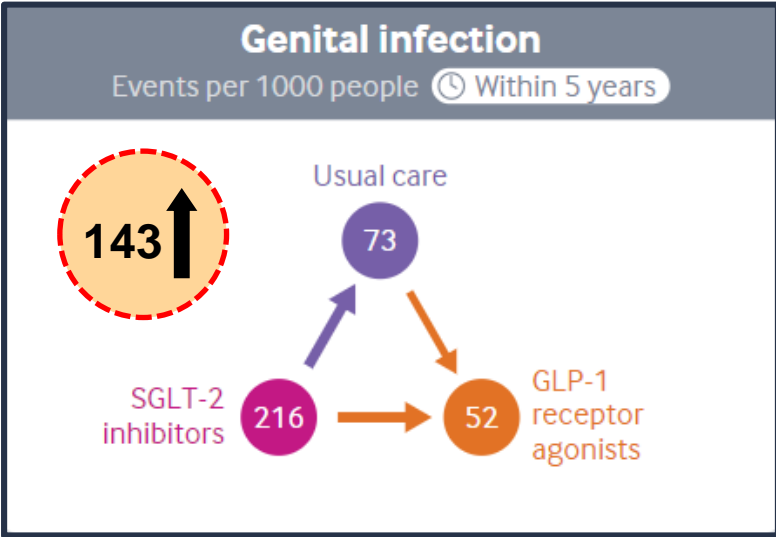 Genital infection
Events per 1000 people Within 5 years
Usual care
143
73
SGLT-2
inhibitors
216
52
GLP-1
receptor
agonists